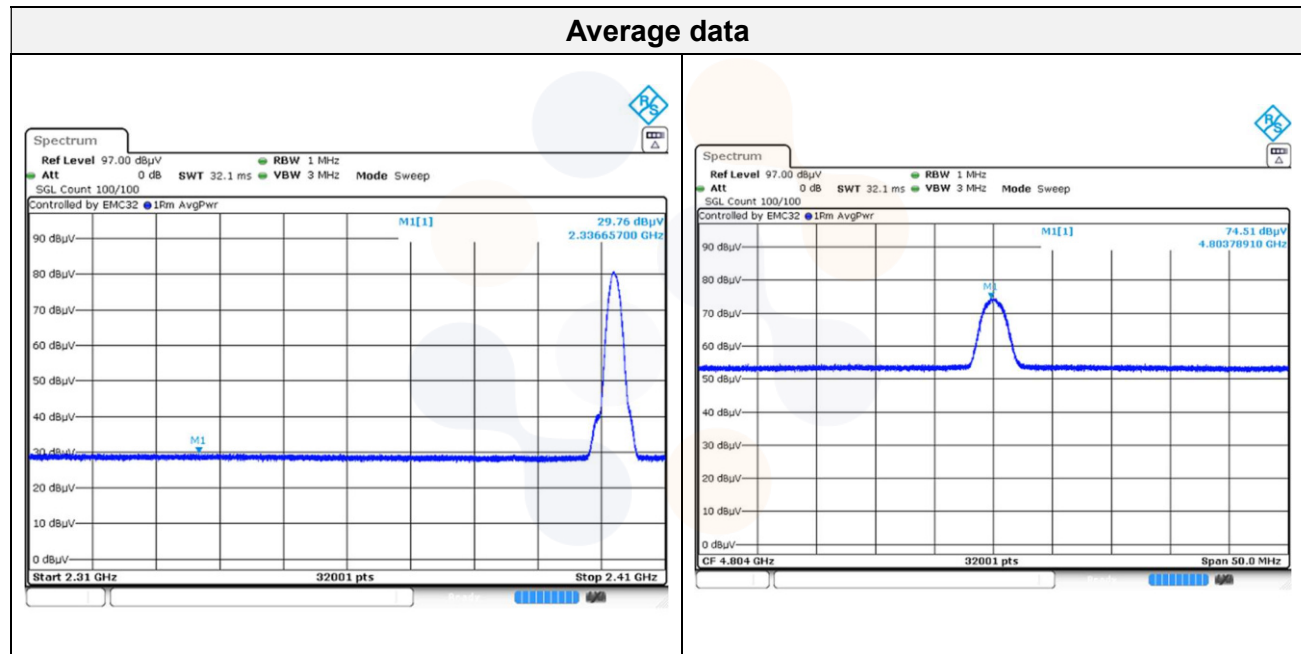 Average data
R S
Spectrum
Ref Level 97.00 dBµV RBW 1 MHz
Att 0 dB SWT 32.1 ms VBW 3 MHz Mode Sweep
SGL Count 100/100
Controlled by EMC32 1Rm AvgPwr
M1[1] 29.76 dBµV
2.33665700 GHz
90 dBµV
80 dBµV
70 dBµV
60 dBµV
50 dBµV
40 dBµV
M1
30 dBµV
20 dBµV
10 dBµV
0 dBµV
Start 2.31 GHz 32001 pts Stop 2.41 GHz
R S
Spectrum
Ref Level 97.00 dBµV RBW 1 MHz
Att 0 dB SWT 32.1 ms VBW 3 MHz Mode Sweep
SGL Count 100/100
Controlled by EMC32 1Rm AvgPwr
M1[1] 74.51 dBµV
4.80378910 GHz
90 dBµV
80 dBµV
M1
70 dBµV
60 dBµV
50 dBµV
40 dBµV
30 dBµV
20 dBµV
10 dBµV
0 dBµV
CF 4.804 GHz 32001 pts Span 50.0 MHz